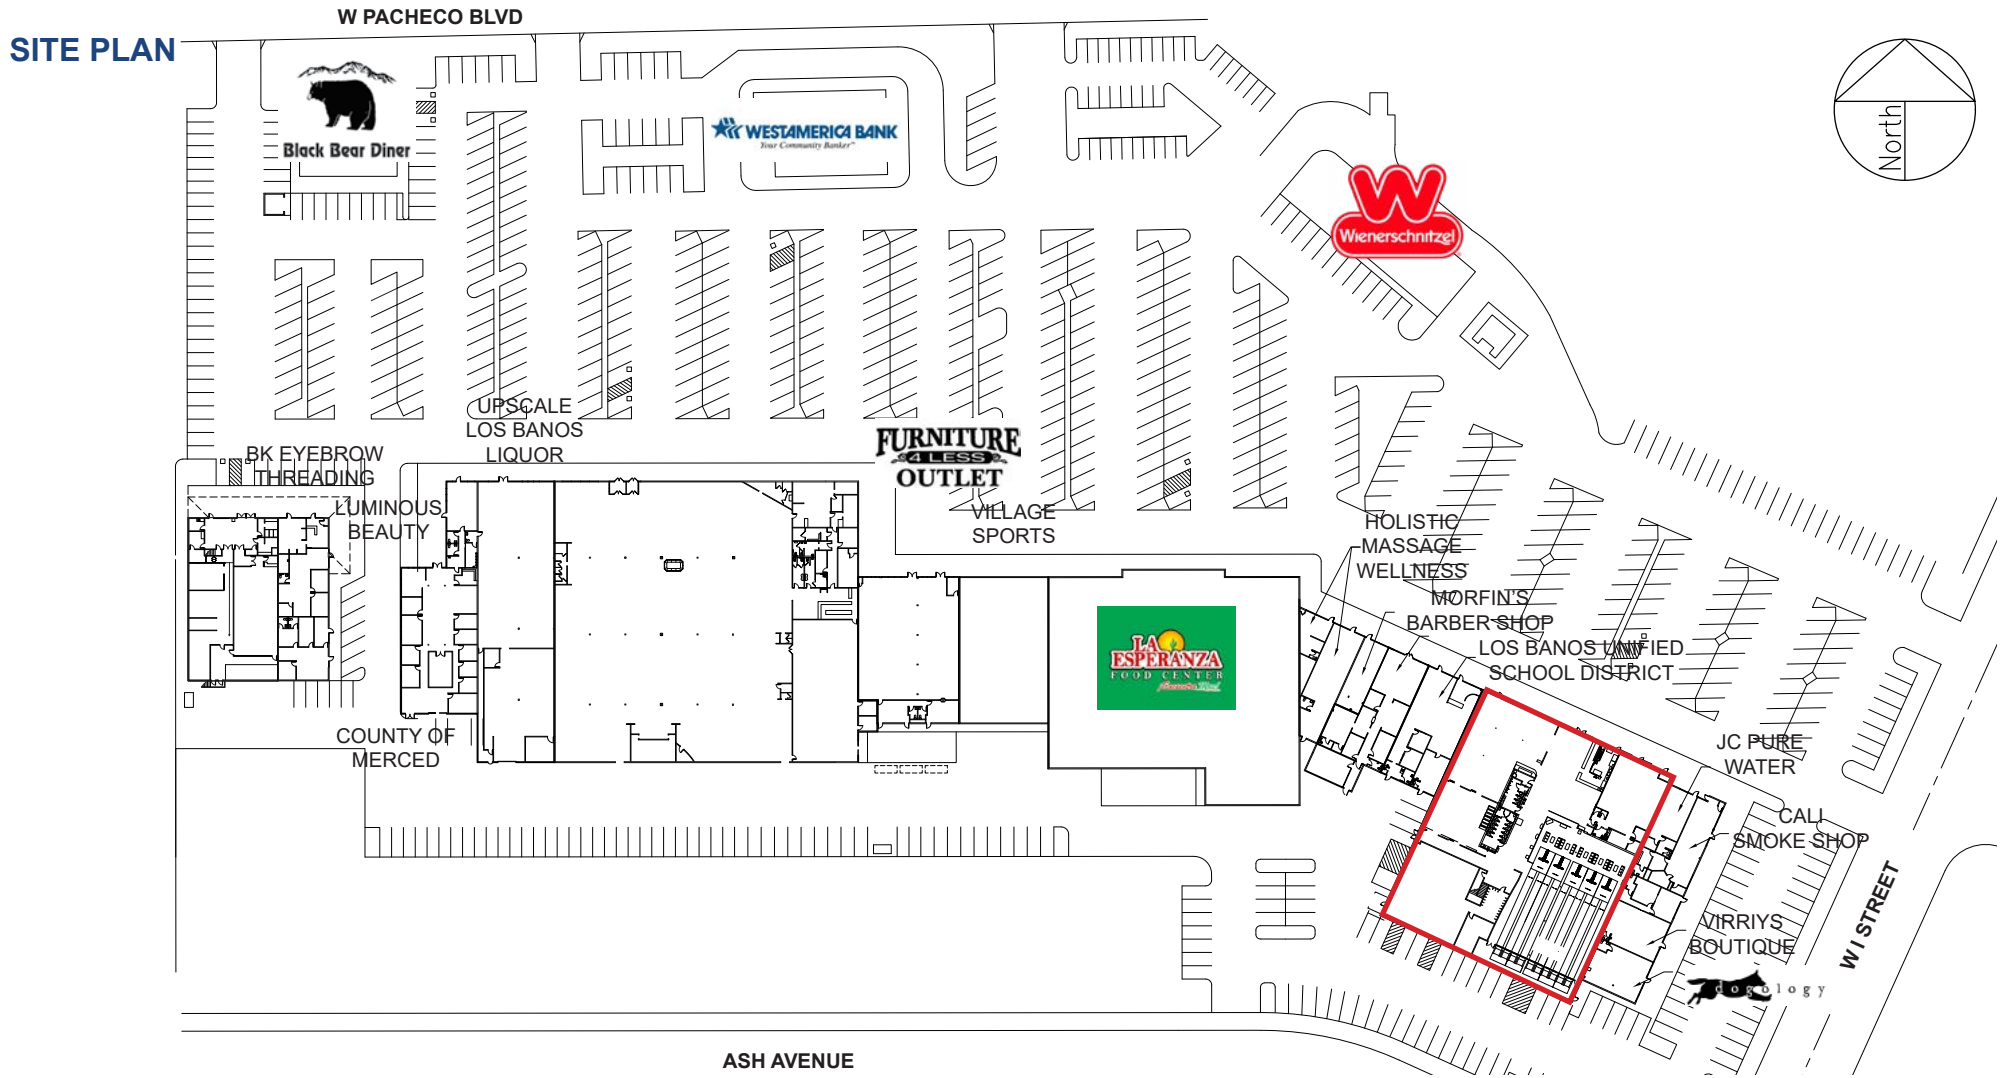 W PACHECO BLVD
SITE PLAN
Black Bear Diner
WESTAMERICA BANK
Your Community Banker™
North
W
Wienerschnitzel
UPSCALE
LOS BANOS
LIQUOR
BK EYEBROW
THREADING
LUMINOUS
BEAUTY
FURNITURE
4 LESS
OUTLET
VILLAGE
SPORTS
HOLISTIC
MASSAGE
WELLNESS
MORFIN'S
BARBER SHOP
LOS BANOS UNIFIED
SCHOOL DISTRICT
LA
ESPERANZA
FOOD CENTER
COUNTY OF
MERCED
JC PURE
WATER
CALI
SMOKE SHOP
VIRRIYS
BOUTIQUE
dogology
W I STREET
ASH AVENUE